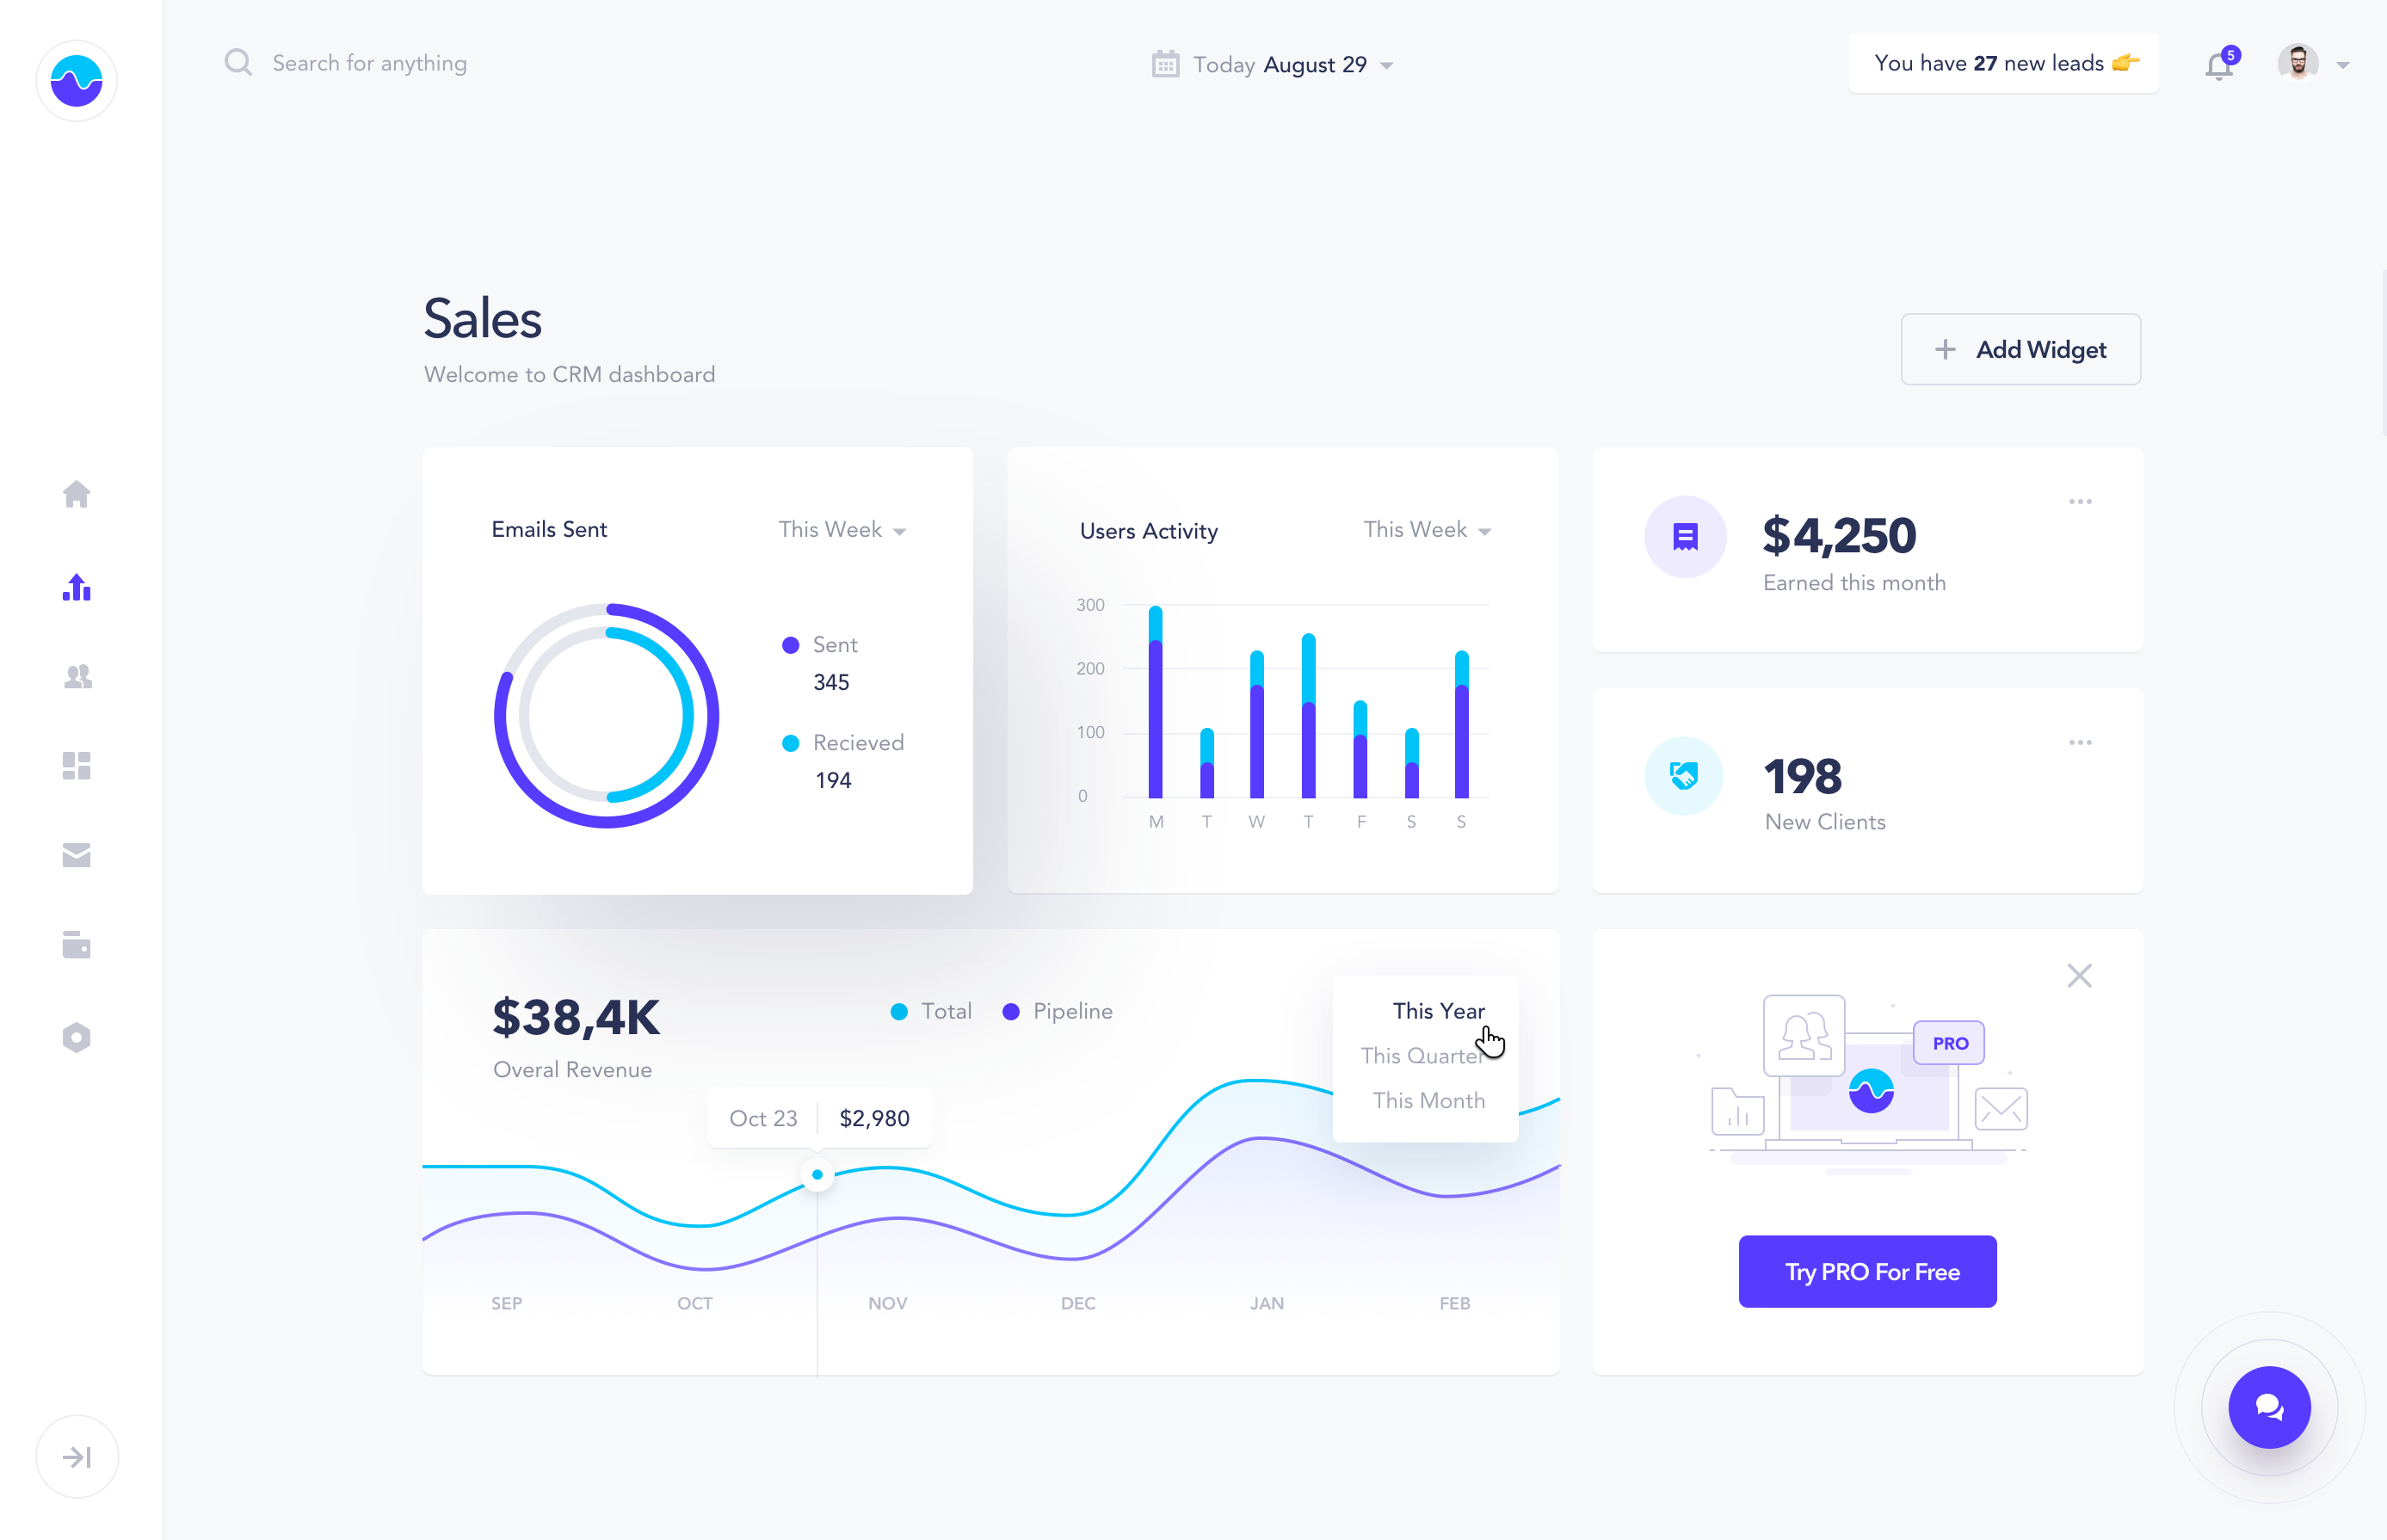 Search for anything
Today August 29
You have 27 new leads 👉
5
Sales
Welcome to CRM dashboard
Add Widget
Emails Sent
This Week
Sent
345
Recieved
194
Users Activity
This Week
300
200
100
0
M T W T F S S
$4,250
Earned this month
198
New Clients
$38,4K
Overal Revenue
Total
Pipeline
This Year
This Quarter
This Month
Oct 23
$2,980
SEP OCT NOV DEC JAN FEB
PRO
Try PRO For Free